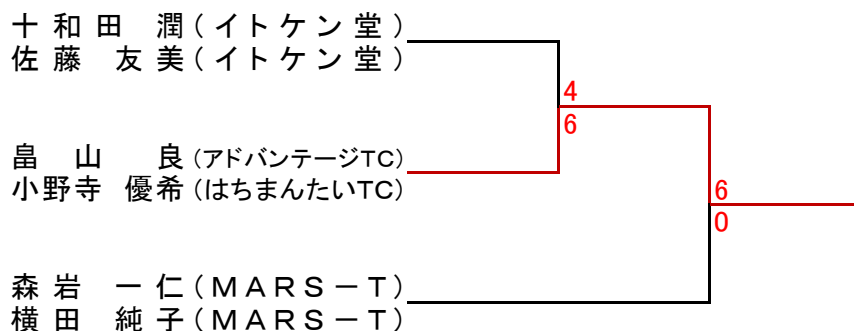 十和田 潤(イトケン堂)
佐藤 友美(イトケン堂)
4
6
畠山 良(アドバンテージTC)
小野寺 優希(はちまんたいTC)
6
0
森岩 一仁(MARS－T)
横田 純子(MARS－T)